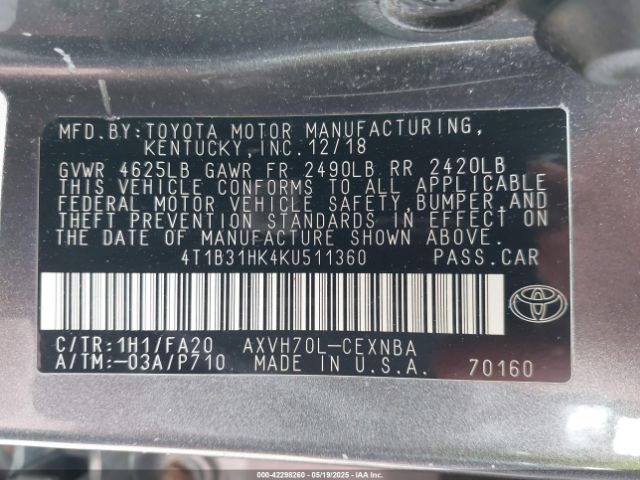 MFD.BY:TOYOTA MOTOR MANUFACTURING,
KENTUCKY,INC.12/18
GVWR 4625LB GAWR FR 2490LB RR 2420LB
THIS VEHICLE CONFORMS TO ALL APPLICABLE
FEDERAL MOTOR VEHICLE SAFETY,BUMPER,AND
THEFT PREVENTION STANDARDS IN EFFECT ON
THE DATE OF MANUFACTURE SHOWN ABOVE.
4T1B31HK4KU511360 PASS.CAR
C/TR:1H1/FA20 AXVH70L-CEXNBA
A/TM:-03A/P710 MADE IN U.S.A. 70160
000-42298260 - 05/19/2025 - IAAI.CA